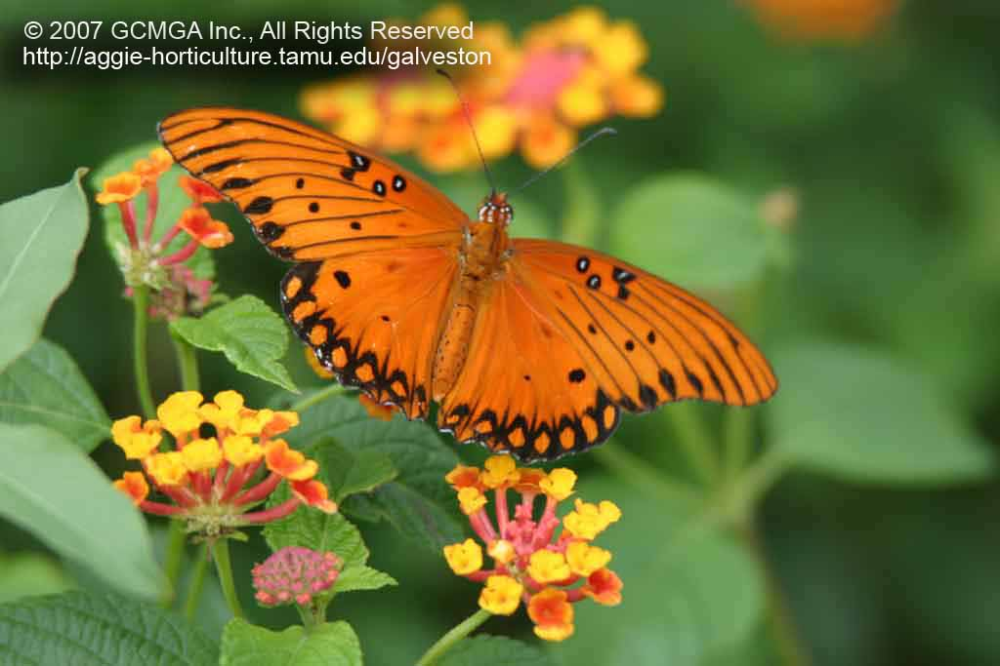 © 2007 GCMGA Inc., All Rights Reserved
http://aggie-horticulture.tamu.edu/galveston